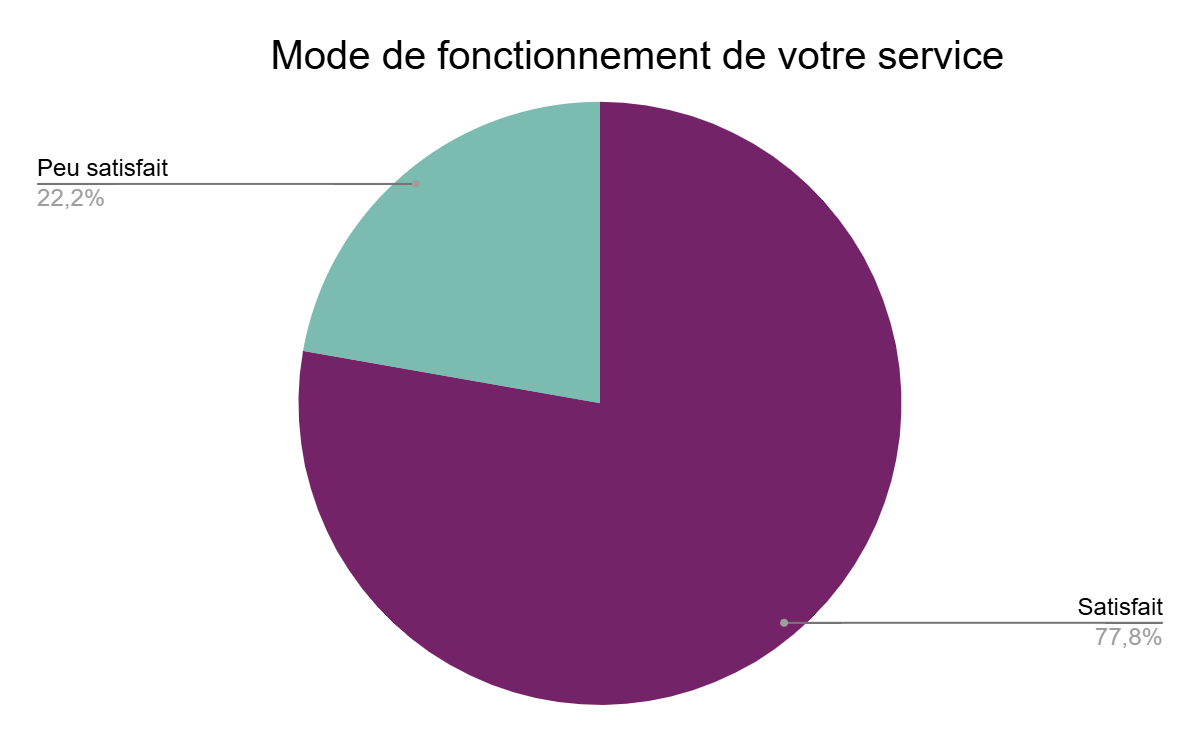 Mode de fonctionnement de votre service
Peu satisfait
22,2%
Satisfait
77,8%